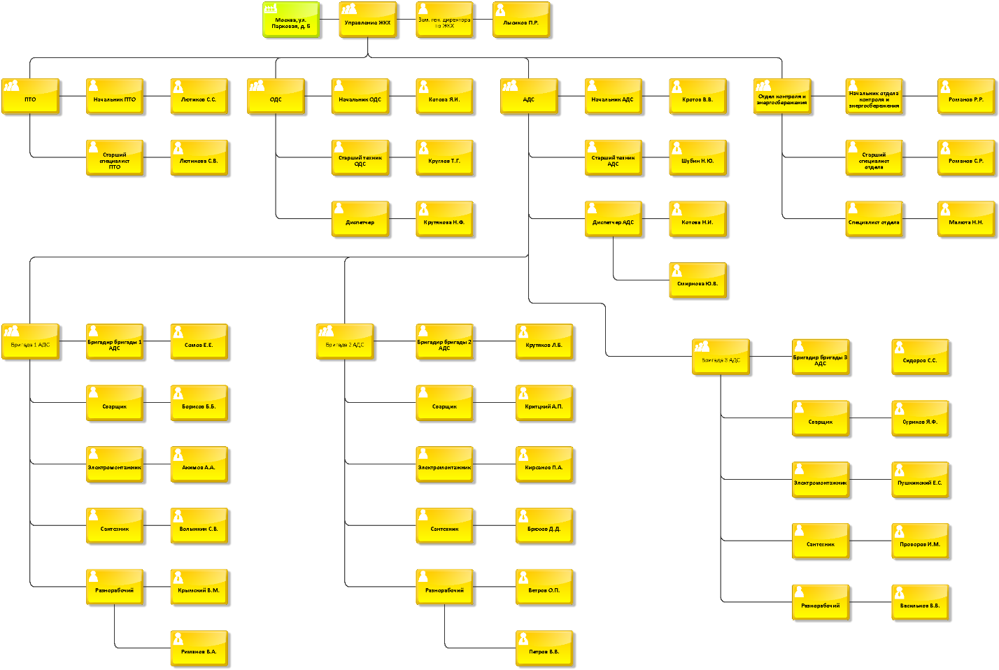 Москва, ул.
Парковая, д. 5
Управление ЖКХ
Зам. ген. директора
по ЖКХ
Лысиков П.Р.
ПТО
Начальник ПТО
Лютиков С.С.
ОДС
Начальник ОДС
Котова Я.И.
АДС
Начальник АДС
Кротов В.В.
Отдел контроля и
энергосбережения
Начальник отдела
контроля и
энергосбережения
Романов Р.Р.
Старший
специалист
ПТО
Лютикова С.В.
Старший техник
ОДС
Круглов Т.Г.
Старший техник
АДС
Шубин Н.Ю.
Старший
специалист
отдела
Романов С.Р.
Диспетчер
Крутякова Н.Ф.
Диспетчер АДС
Котова Н.И.
Специалист отдела
Малюта Н.Н.
Смирнова Ю.В.
Бригада 1 АДС
Бригадир бригады 1
АДС
Сомов Е.Е.
Бригада 2 АДС
Бригадир бригады 2
АДС
Крутяков Л.Б.
Бригада 3 АДС
Бригадир бригады 3
АДС
Сидоров С.С.
Сварщик
Борисов Б.Б.
Сварщик
Критцкий А.П.
Сварщик
Суриков Я.Ф.
Электромонтажник
Акимов А.А.
Электромонтажник
Кирсанов П.А.
Электромонтажник
Пушкинский Е.С.
Сантехник
Волынкин С.В.
Сантехник
Брюсов Д.Д.
Сантехник
Проворов И.М.
Разнорабочий
Крымский В.М.
Разнорабочий
Ветров О.П.
Разнорабочий
Васильков В.В.
Риманов В.А.
Петров В.В.